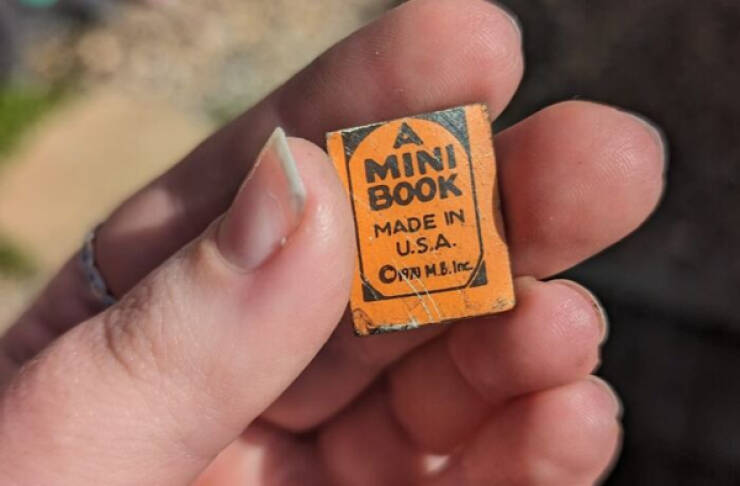 A
MINI
BOOK
MADE IN
U.S.A.
©1970 M.B. Inc.